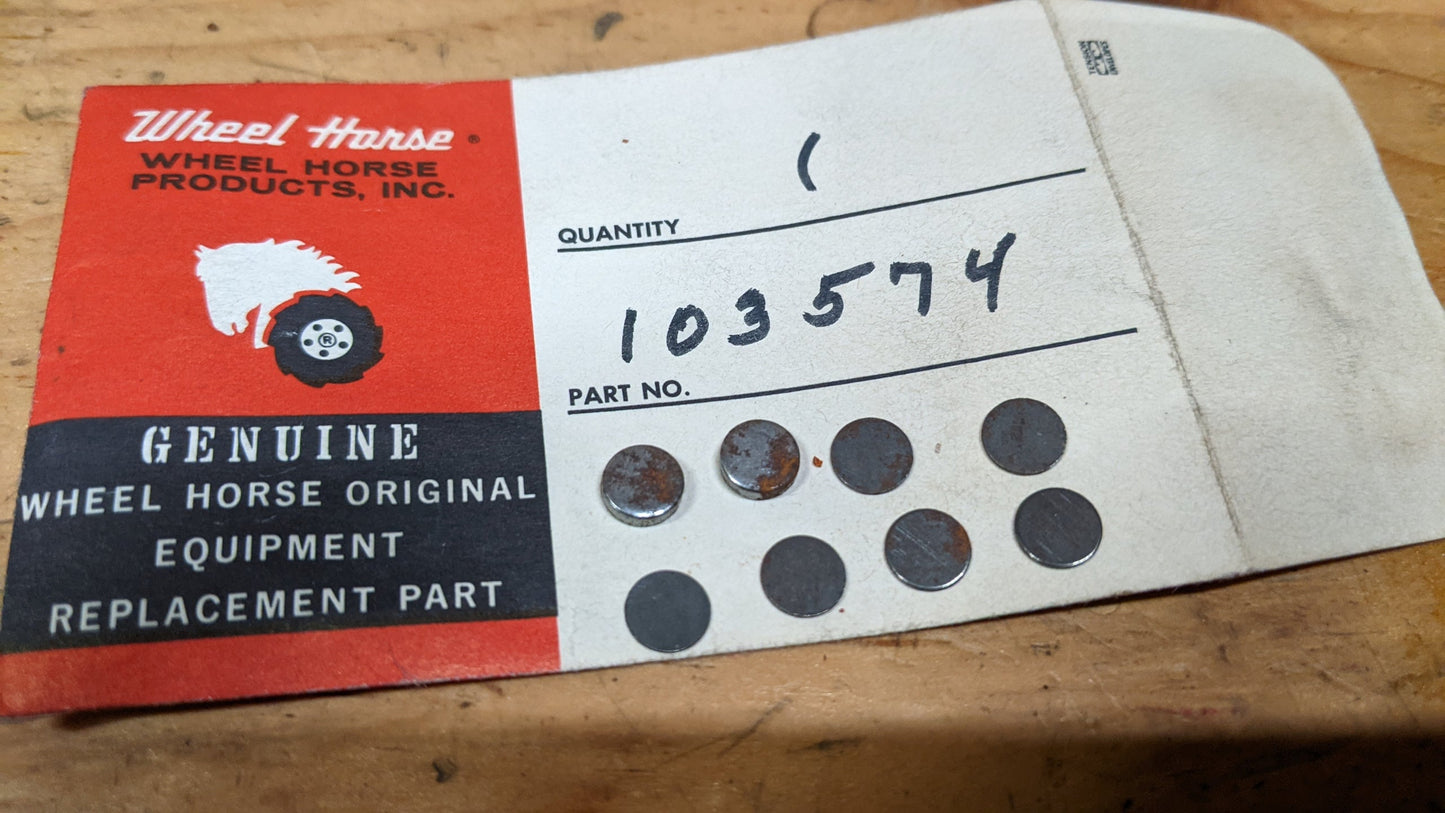 Wheel Horse ®
WHEEL HORSE
PRODUCTS, INC.
®
GENUINE
WHEEL HORSE ORIGINAL
EQUIPMENT
REPLACEMENT PART
1
QUANTITY
103574
PART NO.